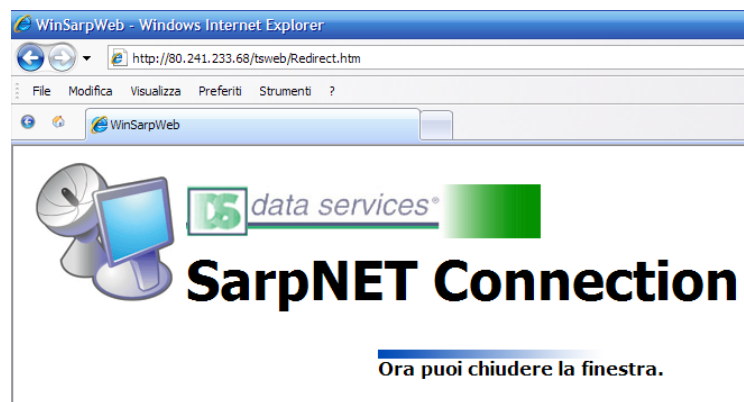 WinSarpWeb - Windows Internet Explorer
http://80.241.233.68/tsweb/Redirect.htm
File Modifica Visualizza Preferiti Strumenti ?
WinSarpWeb
DS data services®
SarpNET Connection
Ora puoi chiudere la finestra.